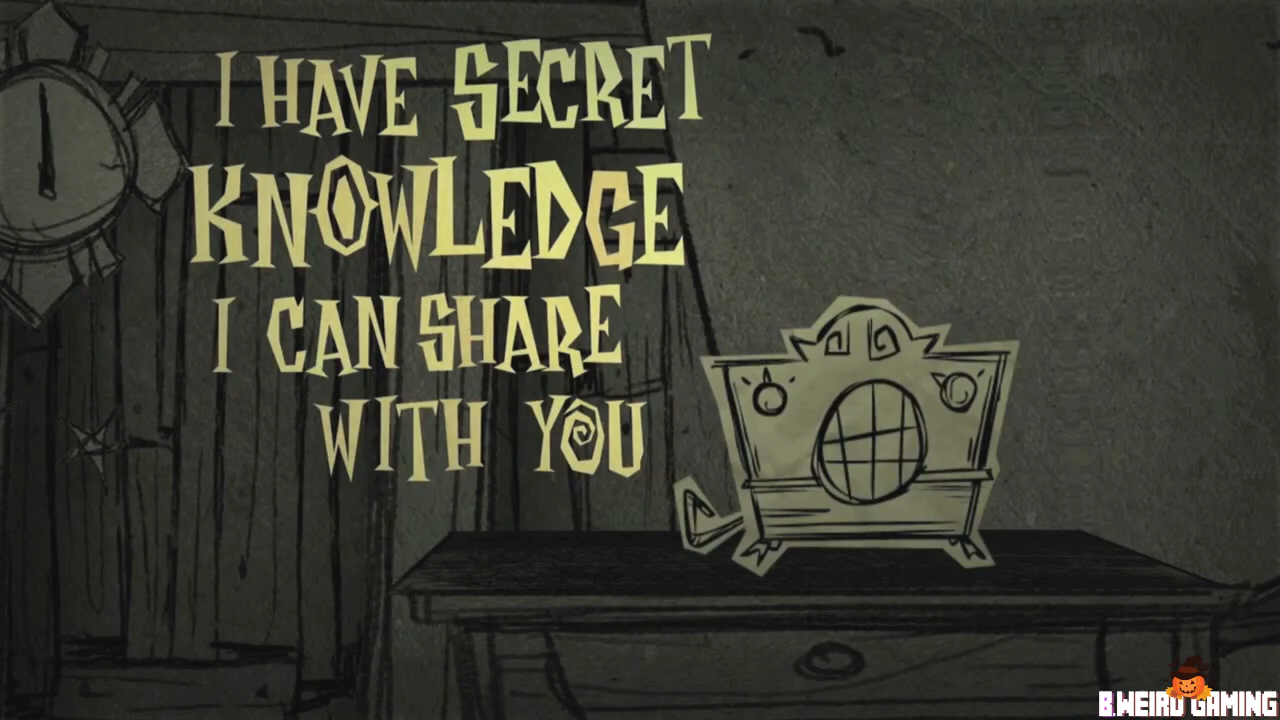 I HAVE SECRET
KNOWLEDGE
I CAN SHARE
WITH YOU
B.WEIRD GAMING